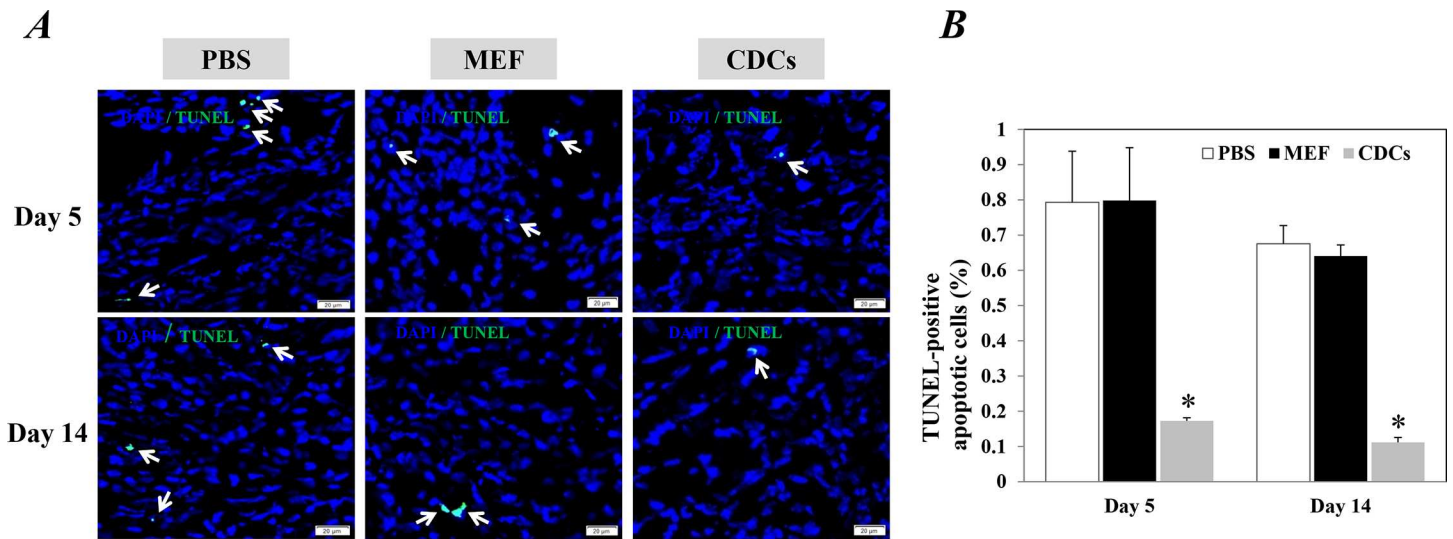 A
PBS MEF CDCs
Day 5
DAPI / TUNEL
DAPI / TUNEL
DAPI / TUNEL
20 µm
20 µm
20 µm
Day 14
DAPI / TUNEL
DAPI / TUNEL
DAPI / TUNEL
20 µm
20 µm
20 µm
B
TUNEL-positive
apoptotic cells (%)
1
0.9
0.8
0.7
0.6
0.5
0.4
0.3
0.2
0.1
0
PBS MEF CDCs
*
*
Day 5 Day 14